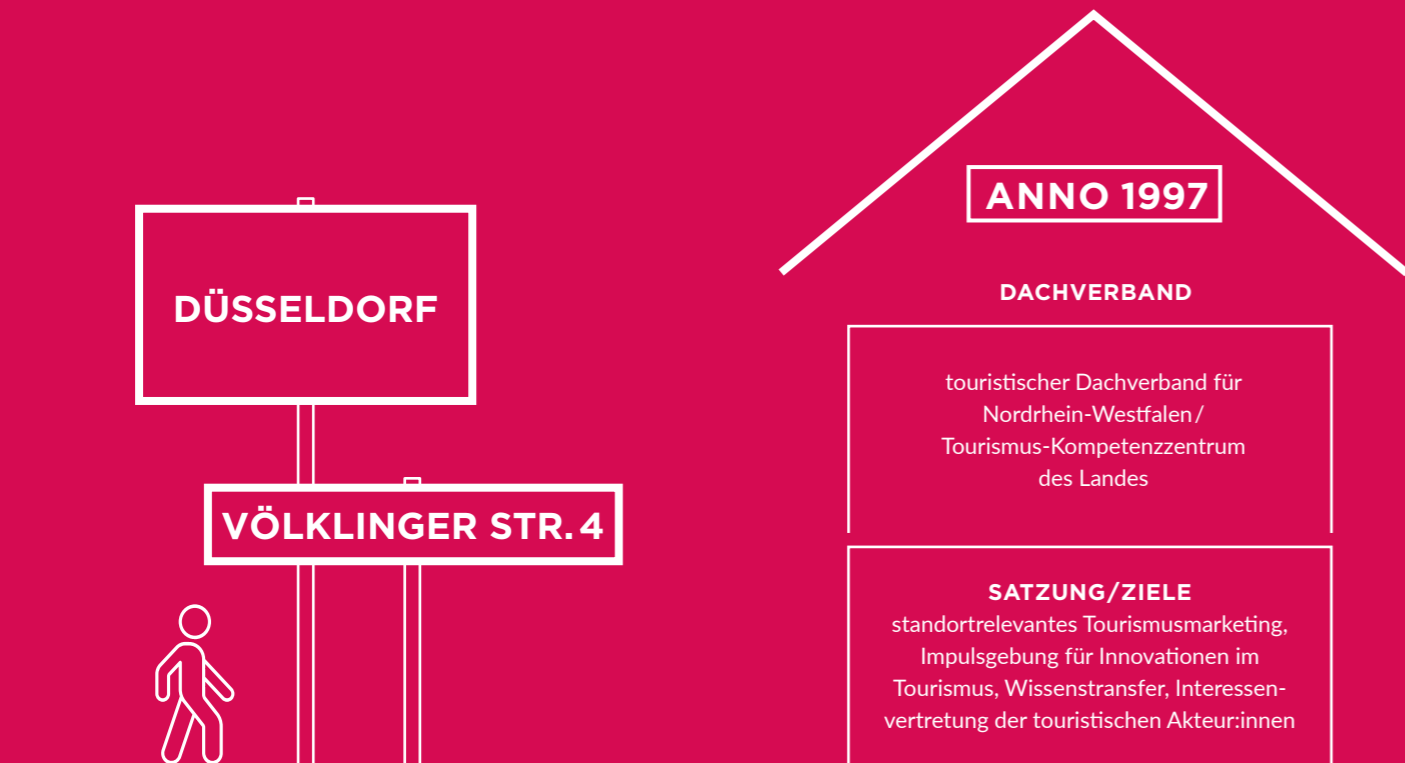 DÜSSELDORF
VÖLKLINGER STR. 4
ANNO 1997
DACHVERBAND
touristischer Dachverband für
Nordrhein-Westfalen /
Tourismus-Kompetenzzentrum
des Landes
SATZUNG/ZIELE
standortrelevantes Tourismusmarketing,
Impulsgebung für Innovationen im
Tourismus, Wissenstransfer, Interessen-
vertretung der touristischen Akteur:innen